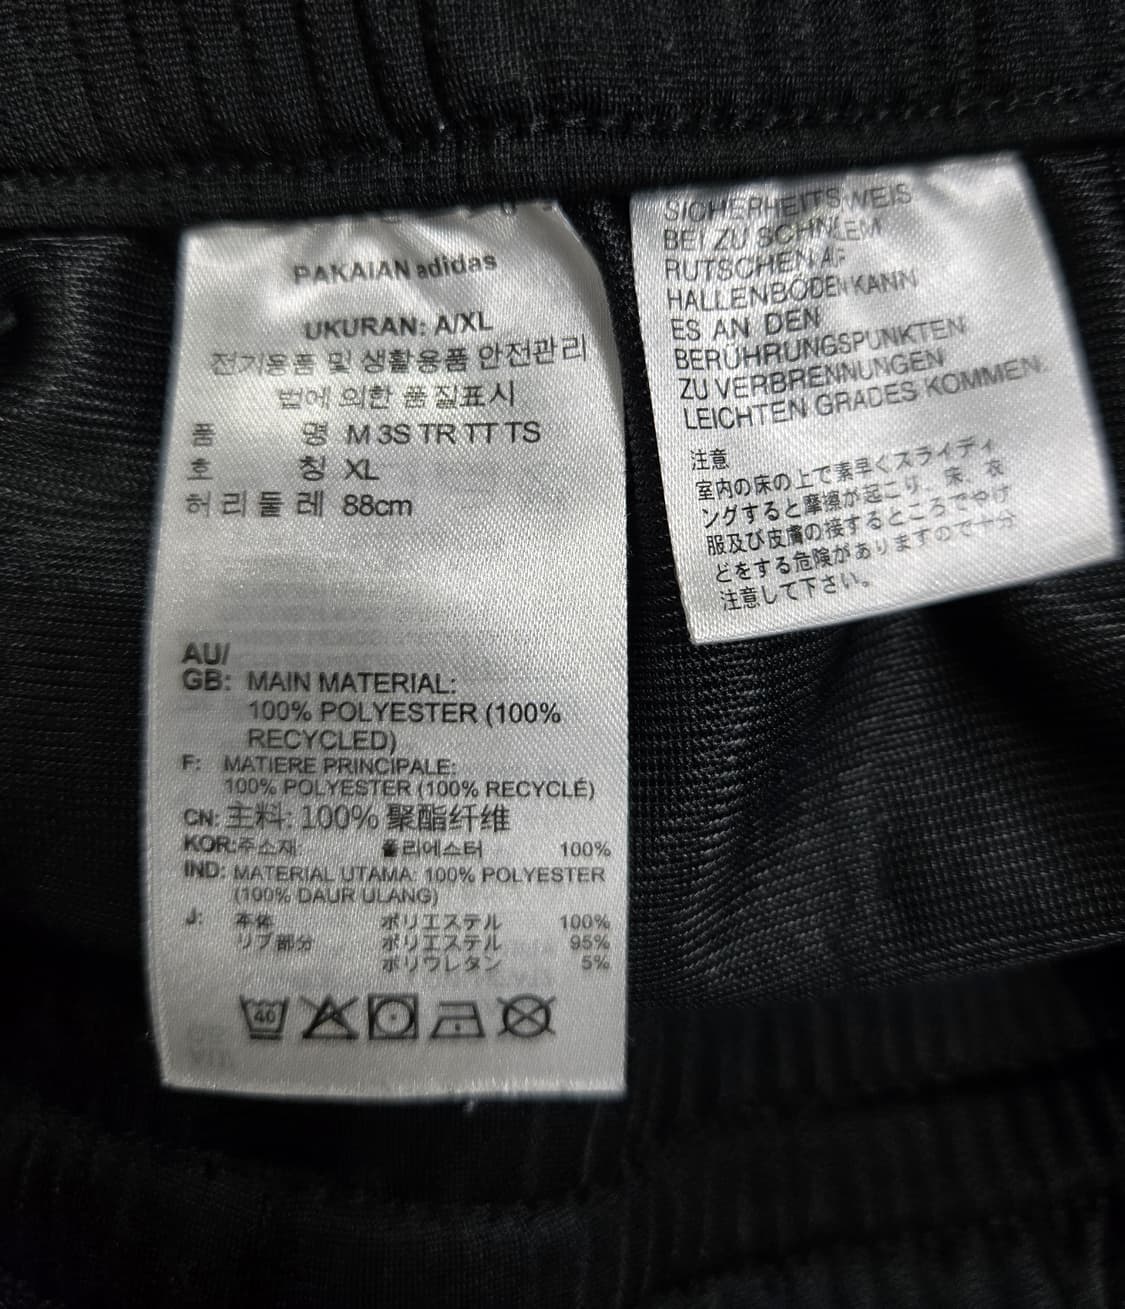 PAKAIAN adidas
UKURAN: A/XL
전기용품 및 생활용품 안전관리
법에 의한 품질표시
품 명 M 3S TR TT TS
호 칭 XL
허리둘레 88cm
AU/
GB: MAIN MATERIAL:
100% POLYESTER (100%
RECYCLED)
F: MATIERE PRINCIPALE:
100% POLYESTER (100% RECYCLÉ)
CN: 主料: 100% 聚酯纤维
KOR:주소재: 폴리에스터 100%
IND: MATERIAL UTAMA: 100% POLYESTER
(100% DAUR ULANG)
J: 本体 ポリエステル 100%
リブ部分 ポリエステル 95%
ポリウレタン 5%
40
SICHERHEITSWEIS
BEI ZU SCHNLEM
RUTSCHEN AF
HALLENBODEN KANN
ES AN DEN
BERÜHRUNGSPUNKTEN
ZU VERBRENNUNGEN
LEICHTEN GRADES KOMMEN.
注意
室内の床の上で素早くスライディ
ングすると摩擦が起こり、床、衣
服及び皮膚の接するところでやけ
どをする危険がありますので十分
注意して下さい。